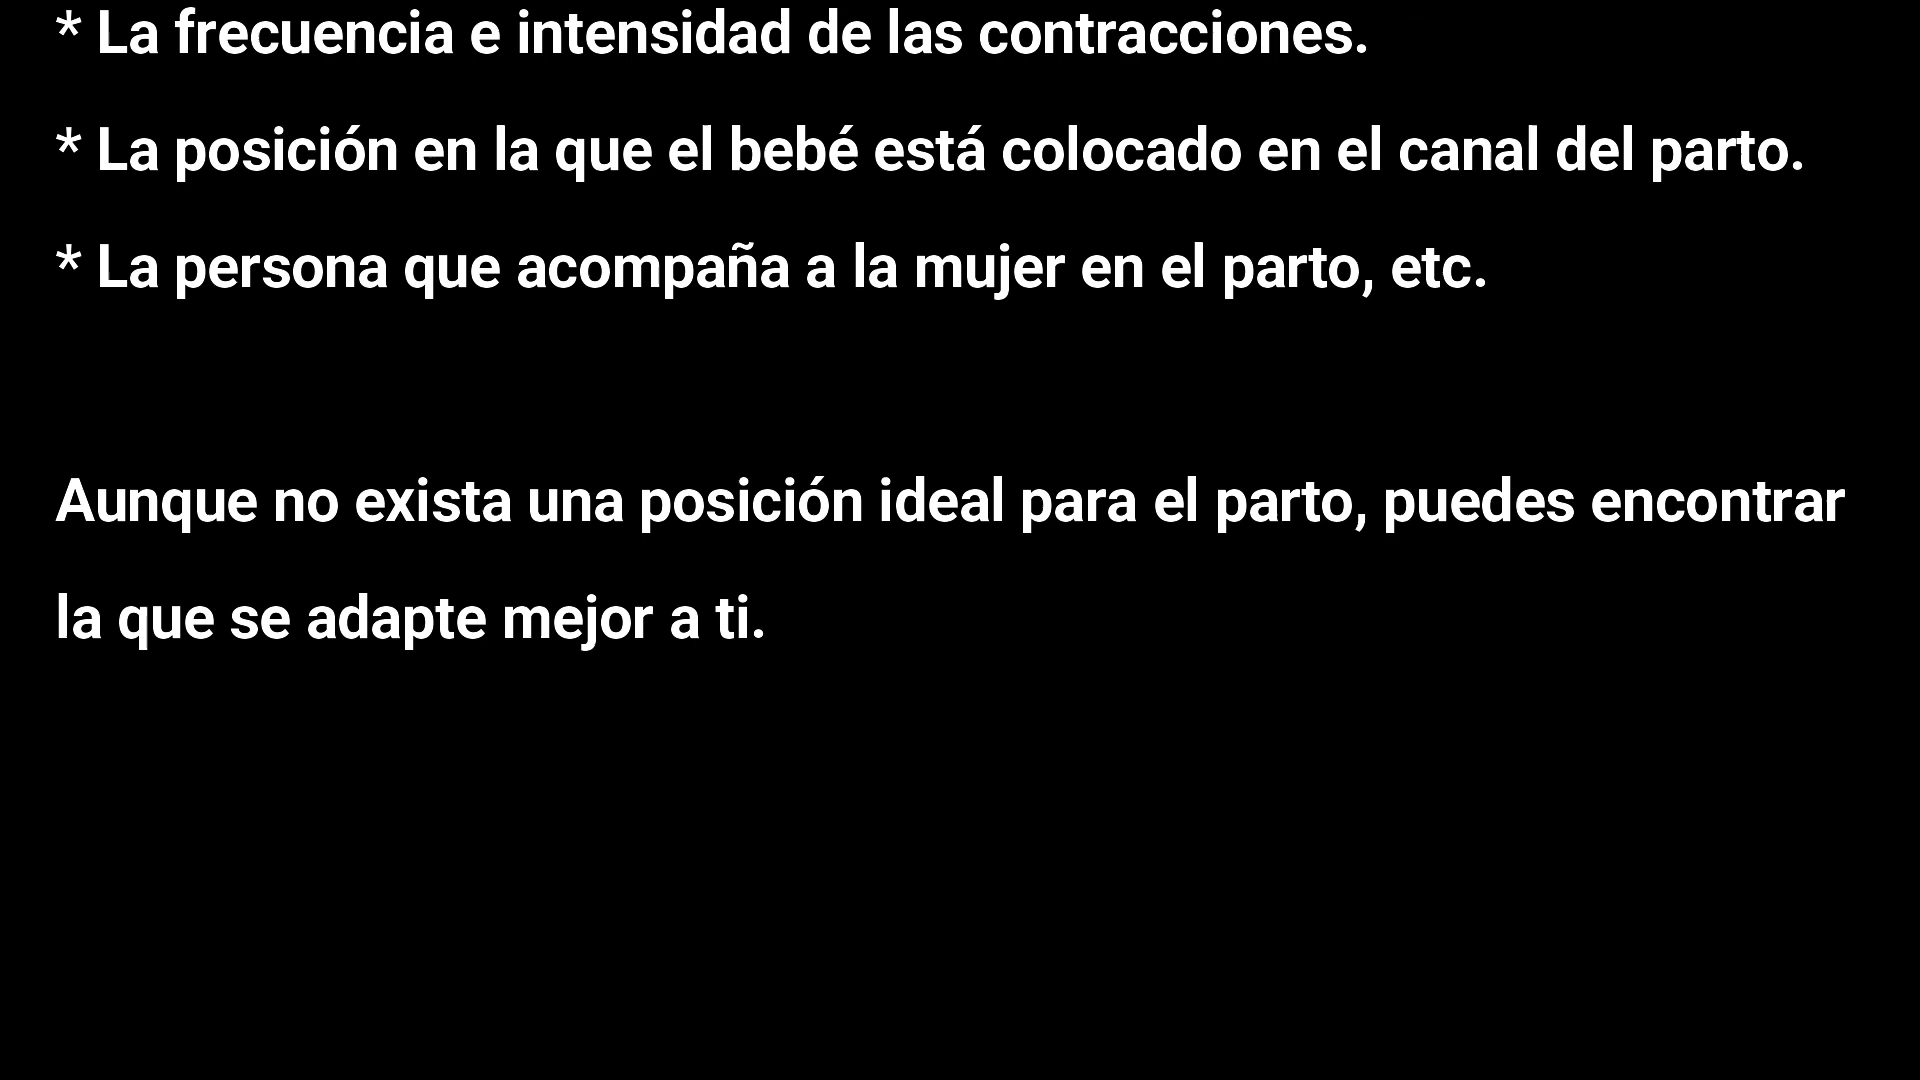 * La frecuencia e intensidad de las contracciones.
* La posición en la que el bebé está colocado en el canal del parto.
* La persona que acompaña a la mujer en el parto, etc.
Aunque no exista una posición ideal para el parto, puedes encontrar
la que se adapte mejor a ti.